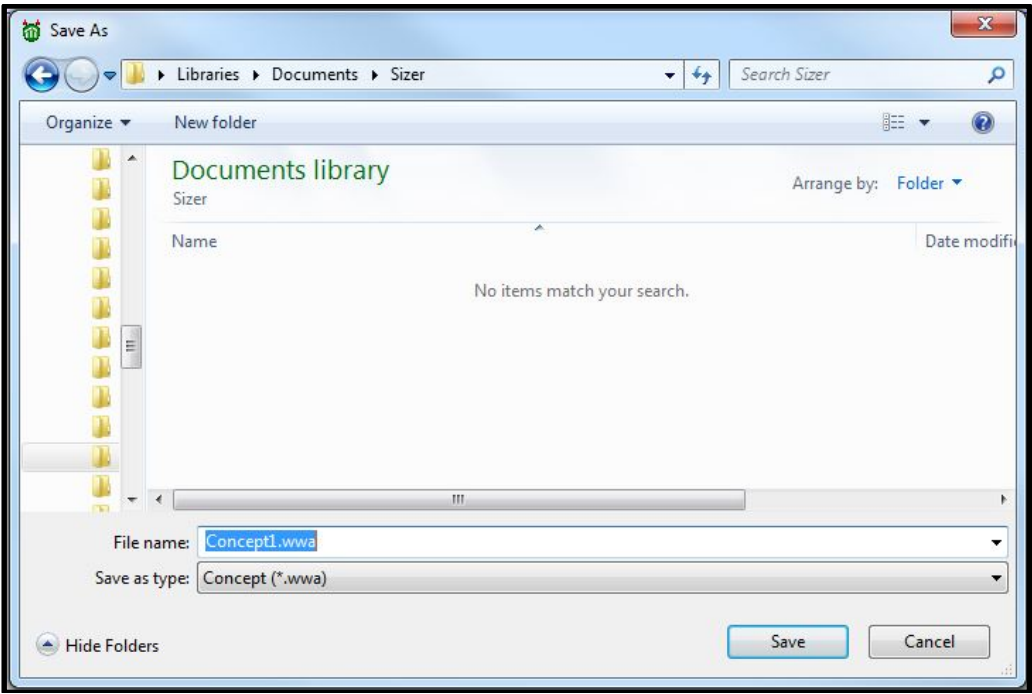 Save As
Libraries Documents Sizer Search Sizer
Organize New folder
Documents library
Sizer
Arrange by: Folder
Name Date modifi
No items match your search.
File name: Concept1.wwa
Save as type: Concept (*.wwa)
Hide Folders Save Cancel